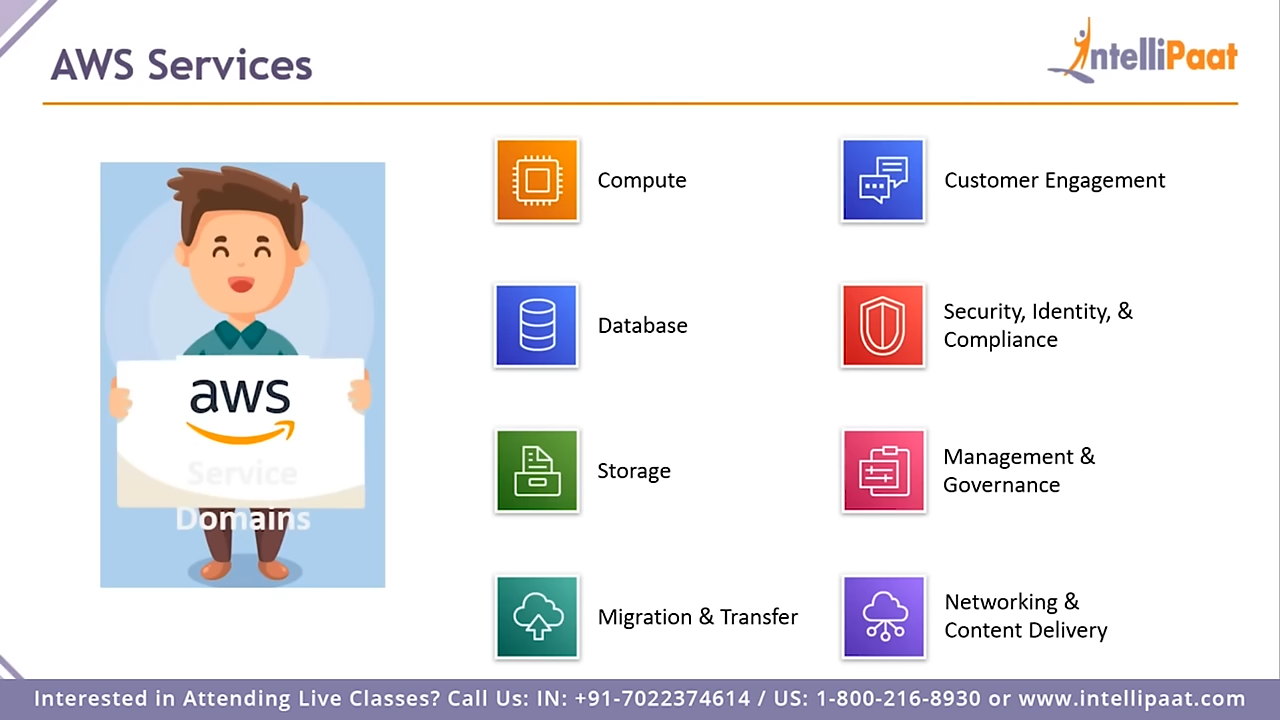 AWS Services
IntelliPaat
aws
Service
Domains
Compute
Customer Engagement
Database
Security, Identity, &
Compliance
Storage
Management &
Governance
Migration & Transfer
Networking &
Content Delivery
Interested in Attending Live Classes? Call Us: IN: +91-7022374614 / US: 1-800-216-8930 or www.intellipaat.com